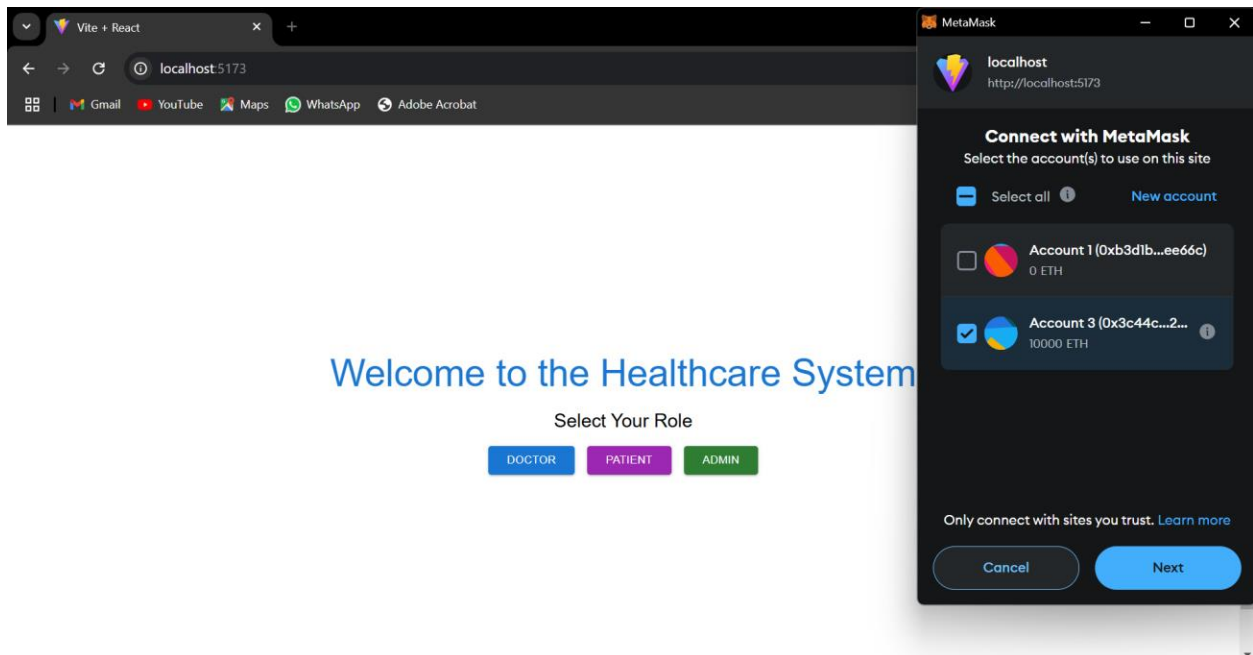 Vite + React
MetaMask
localhost:5173
Gmail YouTube Maps WhatsApp Adobe Acrobat
localhost
http://localhost:5173
Connect with MetaMask
Select the account(s) to use on this site
Select all New account
Account 1 (0xb3d1b...ee66c)
0 ETH
Account 3 (0x3c44c...2...
10000 ETH
Only connect with sites you trust. Learn more
Cancel Next
Welcome to the Healthcare System
Select Your Role
DOCTOR PATIENT ADMIN